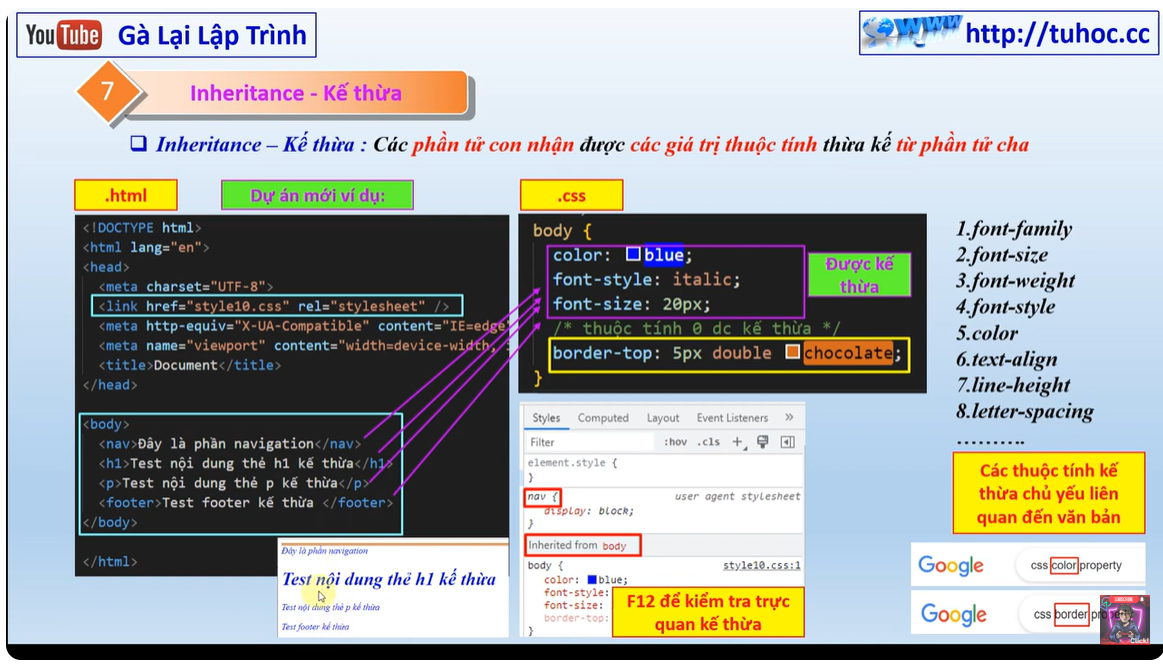 YouTube Gà Lại Lập Trình
http://tuhoc.cc
7
Inheritance - Kế thừa
Inheritance – Kế thừa : Các phần tử con nhận được các giá trị thuộc tính thừa kế từ phần tử cha
.html
Dự án mới ví dụ:
.css
<!DOCTYPE html>
<html lang="en">
<head>
<meta charset="UTF-8">
<link href="style10.css" rel="stylesheet" />
<meta http-equiv="X-UA-Compatible" content="IE=edge"
<meta name="viewport" content="width=device-width,
<title>Document</title>
</head>
<body>
<nav>Đây là phần navigation</nav>
<h1>Test nội dung thẻ h1 kế thừa</h1
<p>Test nội dung thẻ p kế thừa</p>
<footer>Test footer kế thừa </footer>
</body>
</html>
Đây là phần navigation
Test nội dung thẻ h1 kế thừa
Test nội dung thẻ p kế thừa
Test footer kế thừa
body {
color: blue;
font-style: italic;
font-size: 20px;
/* thuộc tính 0 dc kế thừa */
border-top: 5px double chocolate;
}
Được kế
thừa
Styles Computed Layout Event Listeners »
Filter :hov .cls +
element.style {
}
nav { user agent stylesheet
display: block;
}
Inherited from body
body { style10.css:1
color: blue;
font-style:
font-size:
border-top:
}
F12 để kiểm tra trực
quan kế thừa
1.font-family
2.font-size
3.font-weight
4.font-style
5.color
6.text-align
7.line-height
8.letter-spacing
……….
Các thuộc tính kế
thừa chủ yếu liên
quan đến văn bản
Google css color property
Google css border